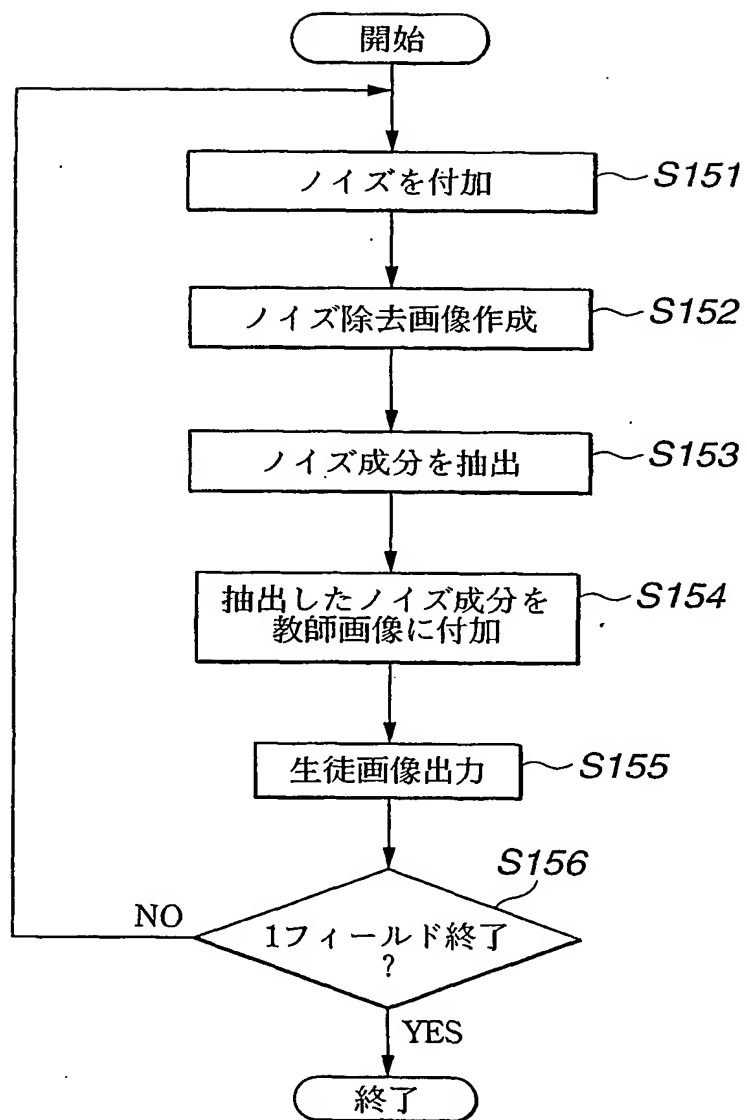 開始
ノイズを付加
S151
ノイズ除去画像作成
S152
ノイズ成分を抽出
S153
抽出したノイズ成分を
教師画像に付加
S154
生徒画像出力
S155
S156
1フィールド終了
?
NO
YES
終了